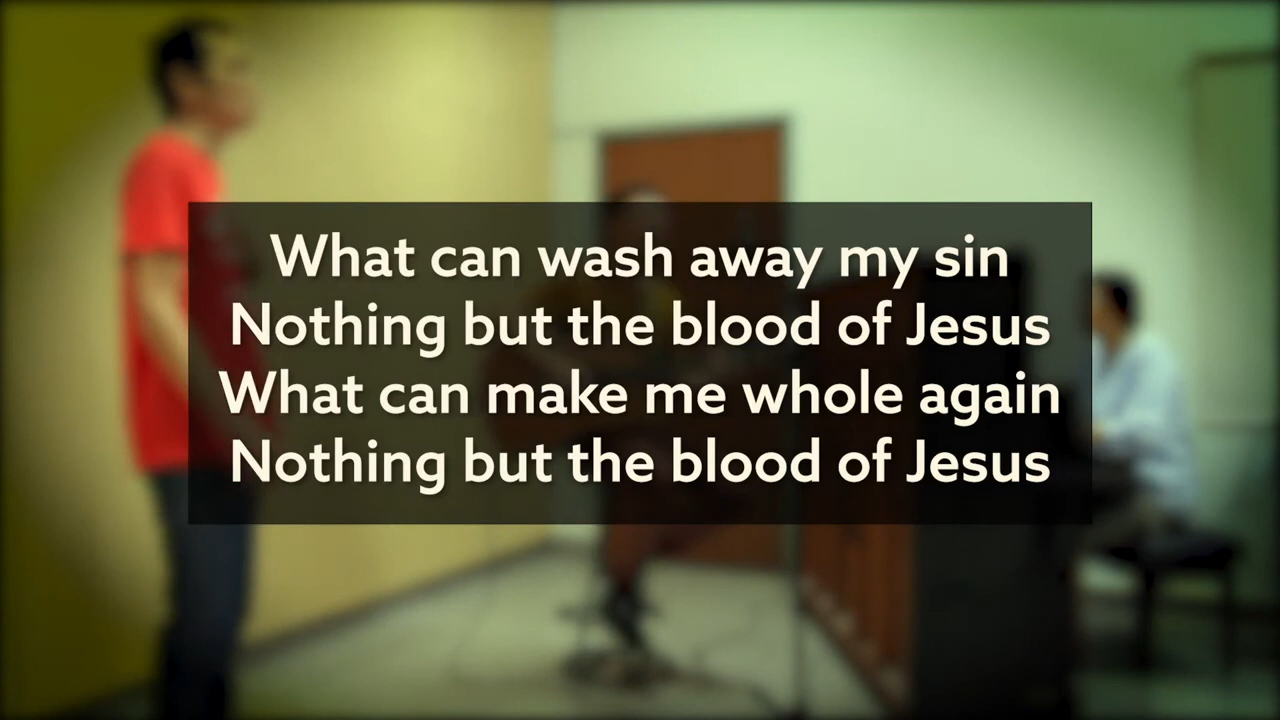 What can wash away my sin
Nothing but the blood of Jesus
What can make me whole again
Nothing but the blood of Jesus